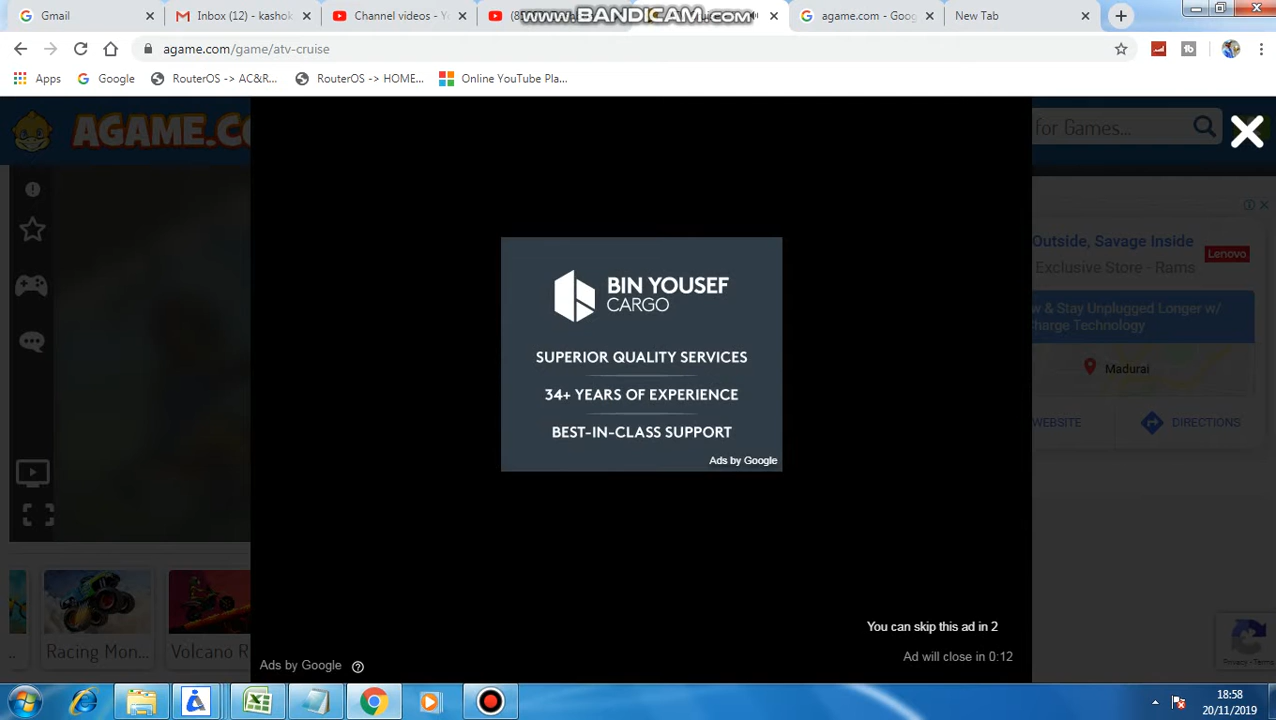 Gmail
Inbox (12) - kashok
Channel videos - Y
(8
www.BANDICAM.com
agame.com - Goog
New Tab
agame.com/game/atv-cruise
Apps
Google
RouterOS -> AC&R...
RouterOS -> HOME...
Online YouTube Pla...
AGAME.C
for Games...
BIN YOUSEF
CARGO
SUPERIOR QUALITY SERVICES
34+ YEARS OF EXPERIENCE
BEST-IN-CLASS SUPPORT
Ads by Google
Outside, Savage Inside
Lenovo
Exclusive Store - Rams
w & Stay Unplugged Longer w/
harge Technology
Madurai
WEBSITE
DIRECTIONS
You can skip this ad in 2
Ads by Google
Ad will close in 0:12
..
Racing Mon...
Volcano R
Privacy - Terms
18:58
20/11/2019